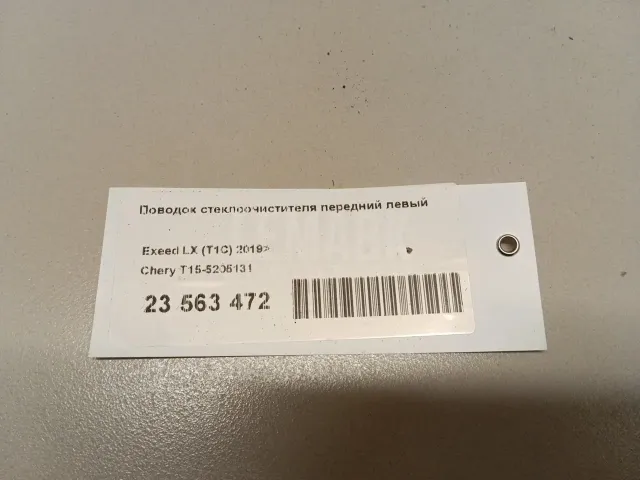 Поводок стеклоочистителя передний левый
Exeed LX (T1C) 2019>
Chery T15-5205131
23 563 472